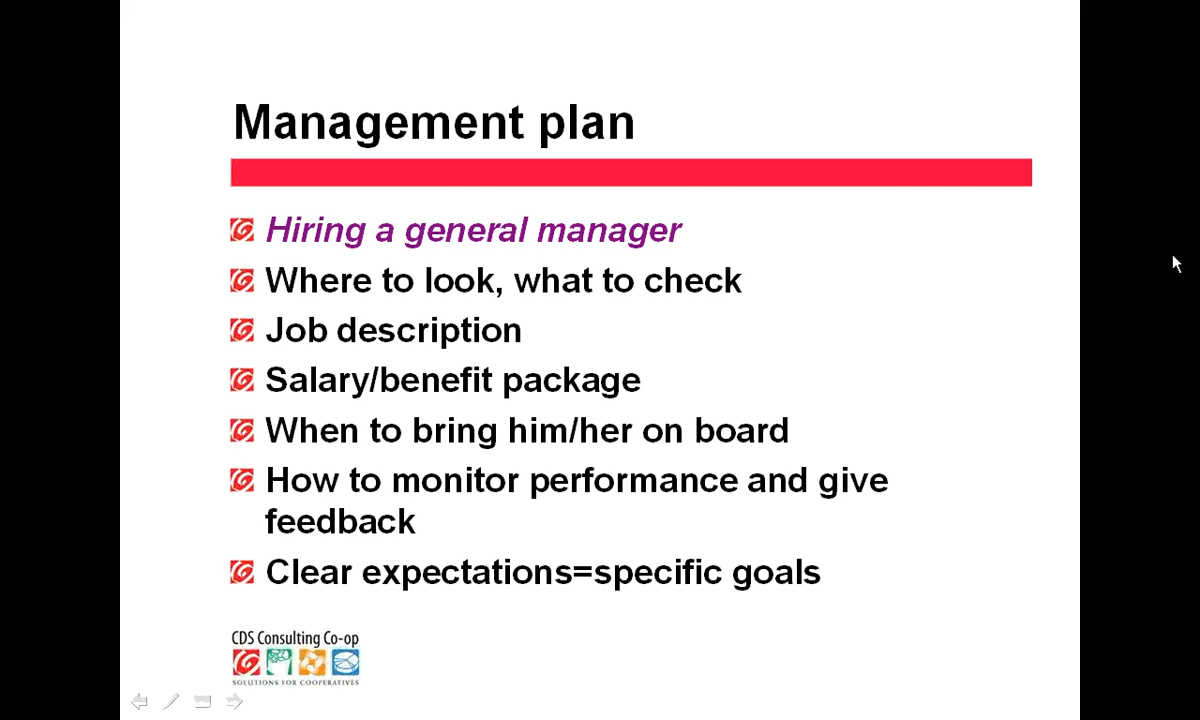 Management plan
Hiring a general manager
Where to look, what to check
Job description
Salary/benefit package
When to bring him/her on board
How to monitor performance and give
feedback
Clear expectations=specific goals
CDS Consulting Co-op
SOLUTIONS FOR COOPERATIVES